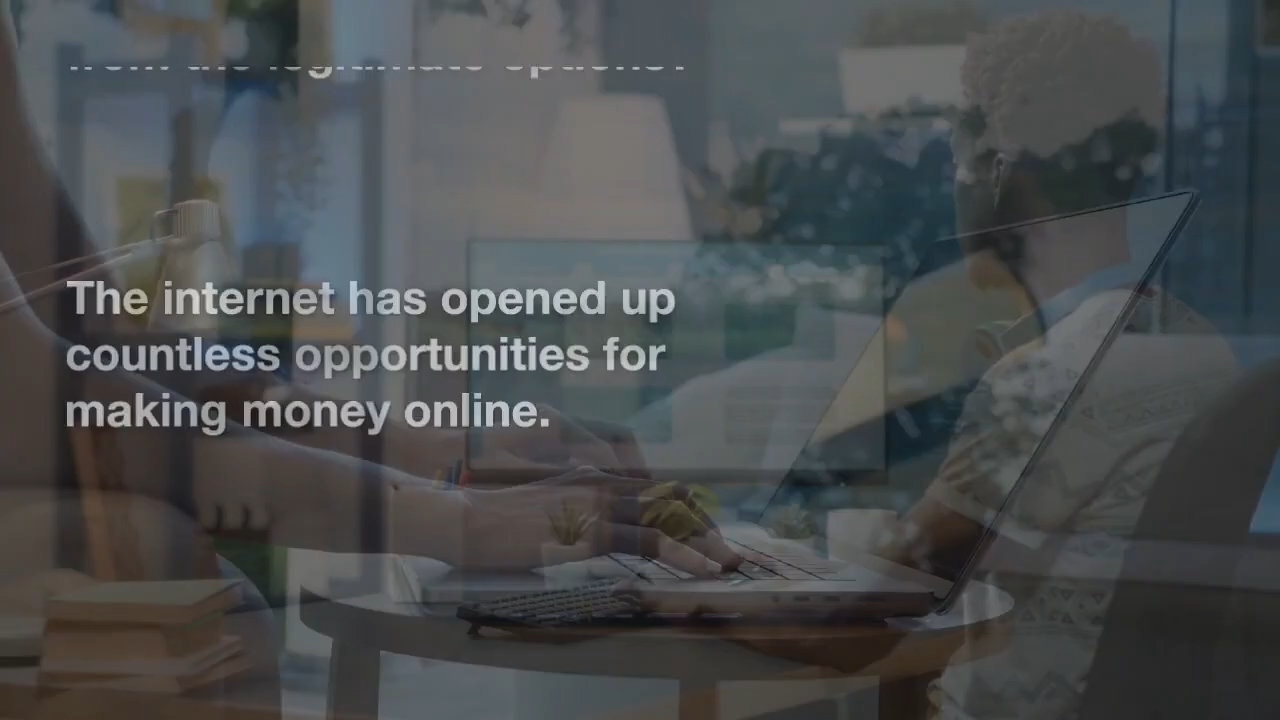 The internet has opened up
countless opportunities for
making money online.